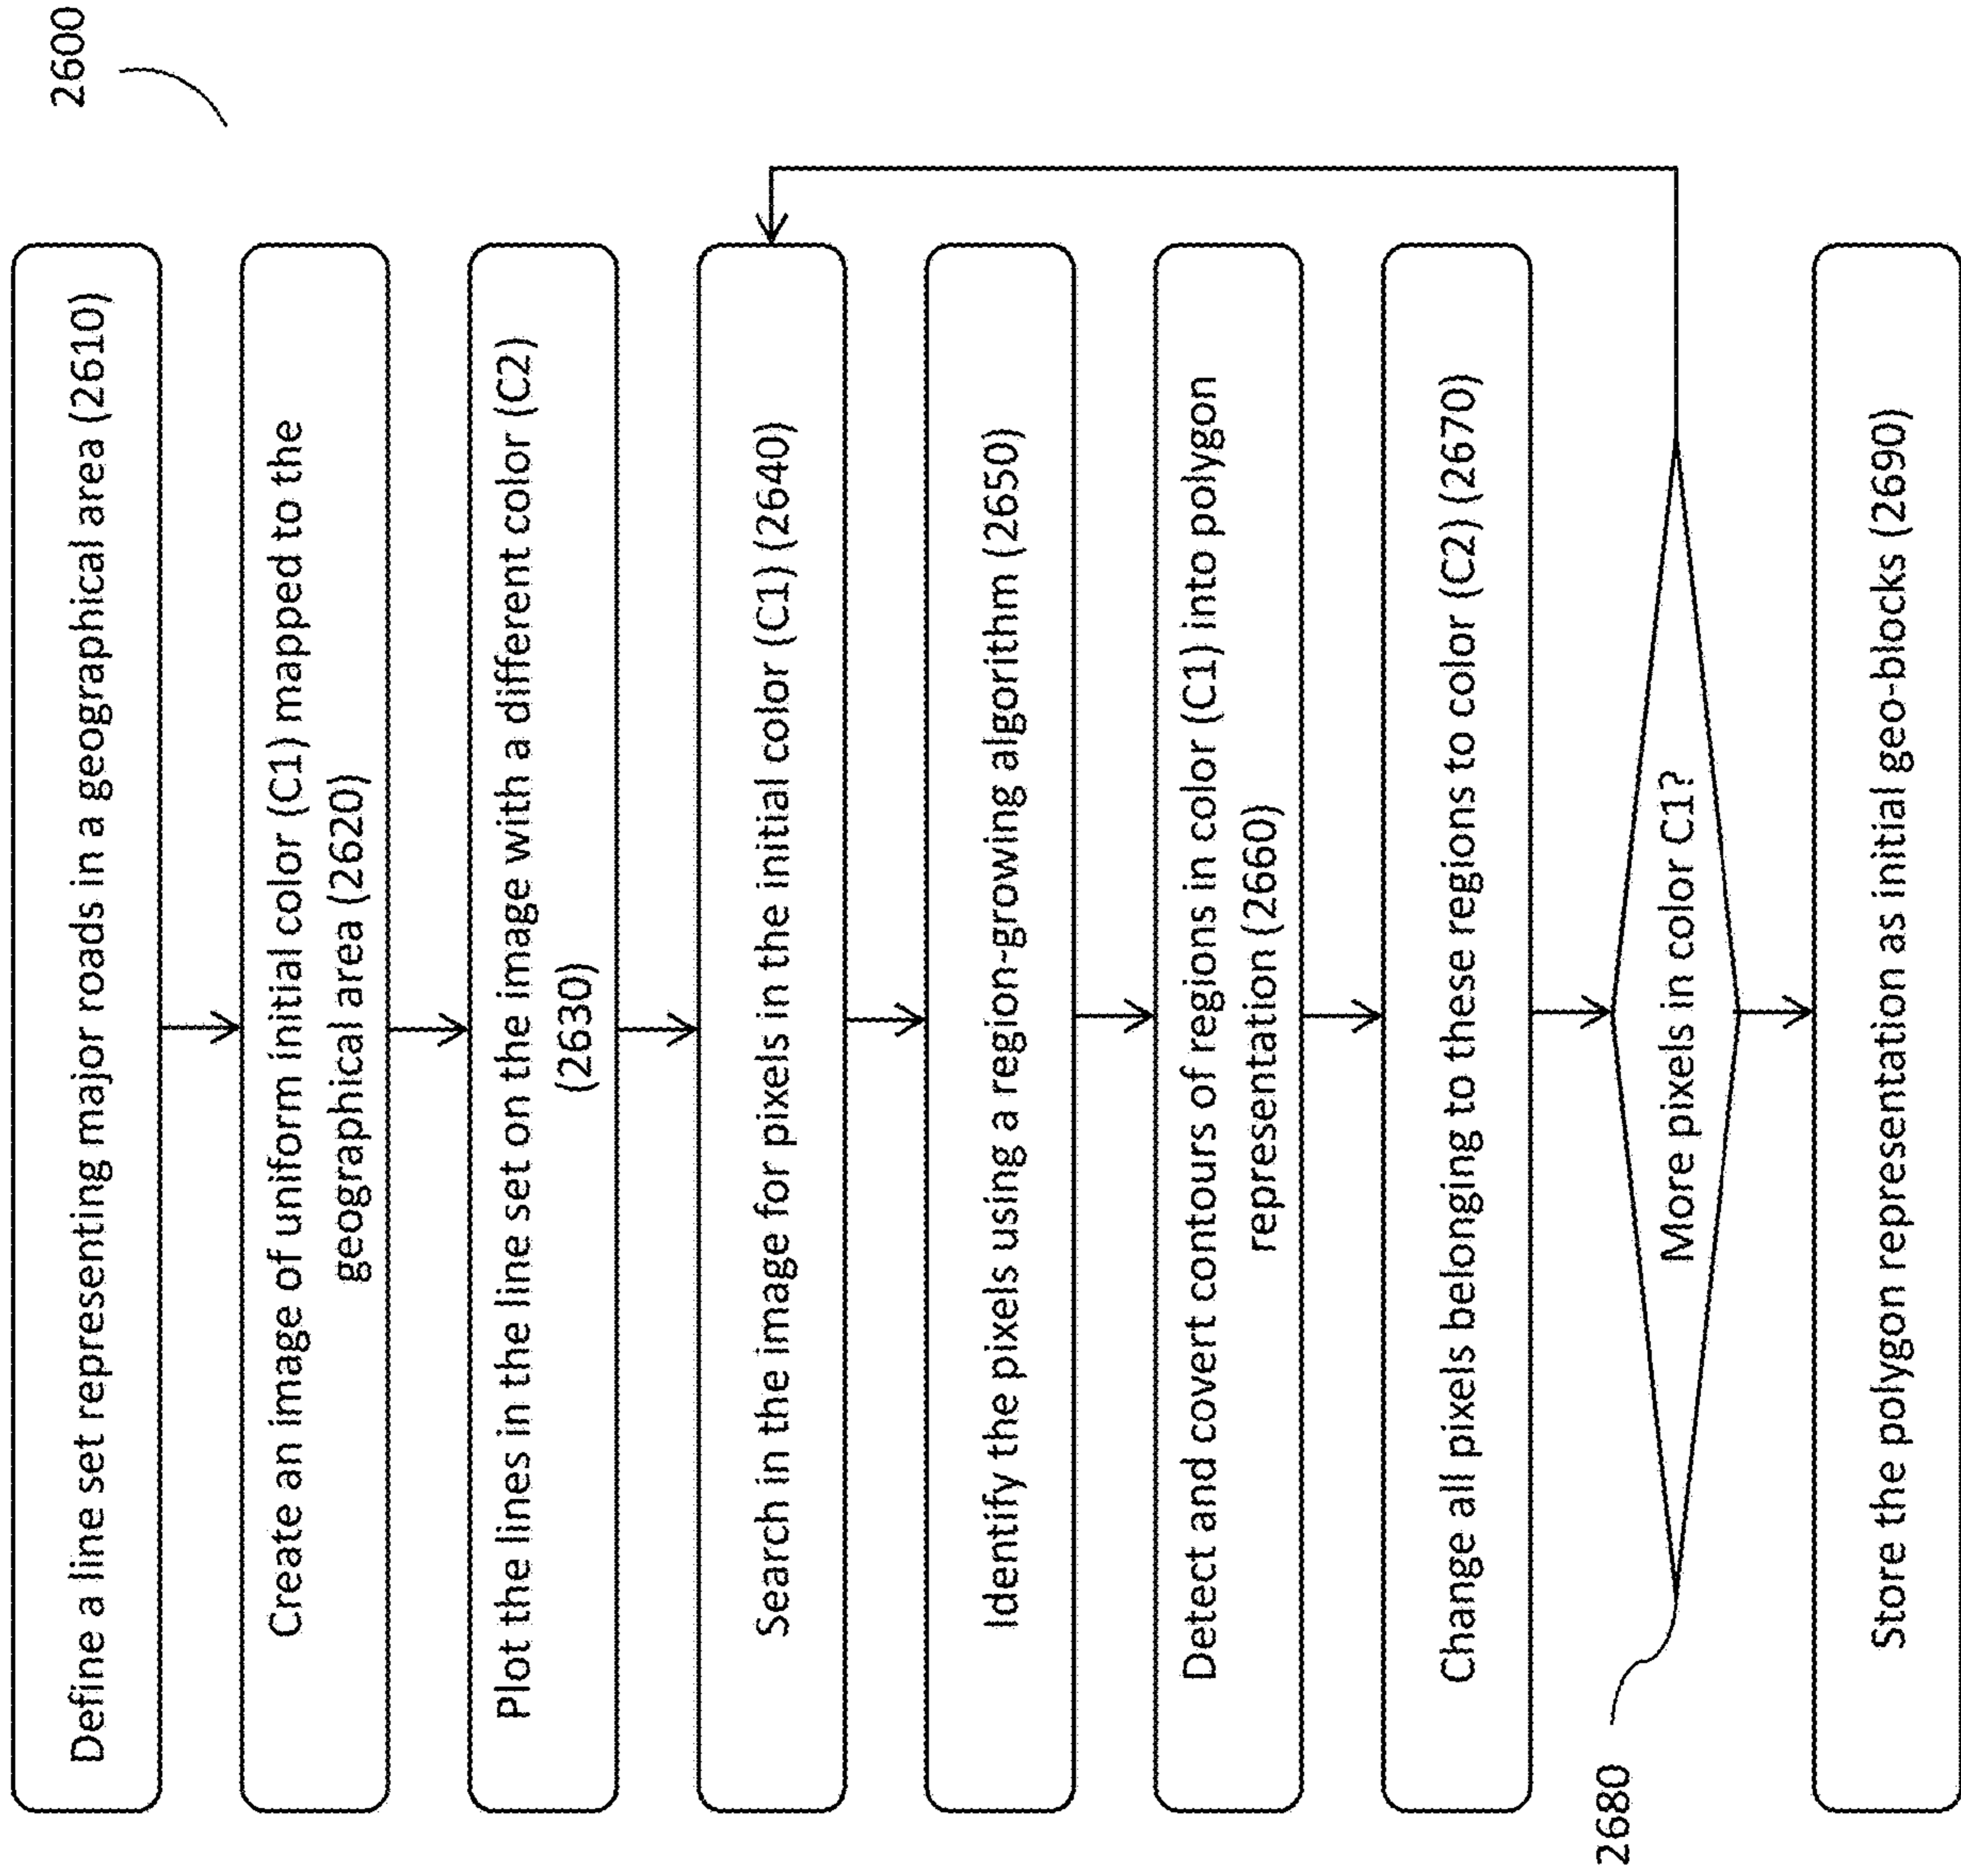 2600
Define a line set representing major roads in a geographical area (2610)
Create an image of uniform initial color (C1) mapped to the
geographical area (2620)
Plot the lines in the line set on the image with a different color (C2)
(2630)
Search in the image for pixels in the initial color (C1) (2640)
Identify the pixels using a region-growing algorithm (2650)
Detect and covert contours of regions in color (C1) into polygon
representation (2660)
Change all pixels belonging to these regions to color (C2) (2670)
2680
More pixels in color C1?
Store the polygon representation as initial geo-blocks (2690)